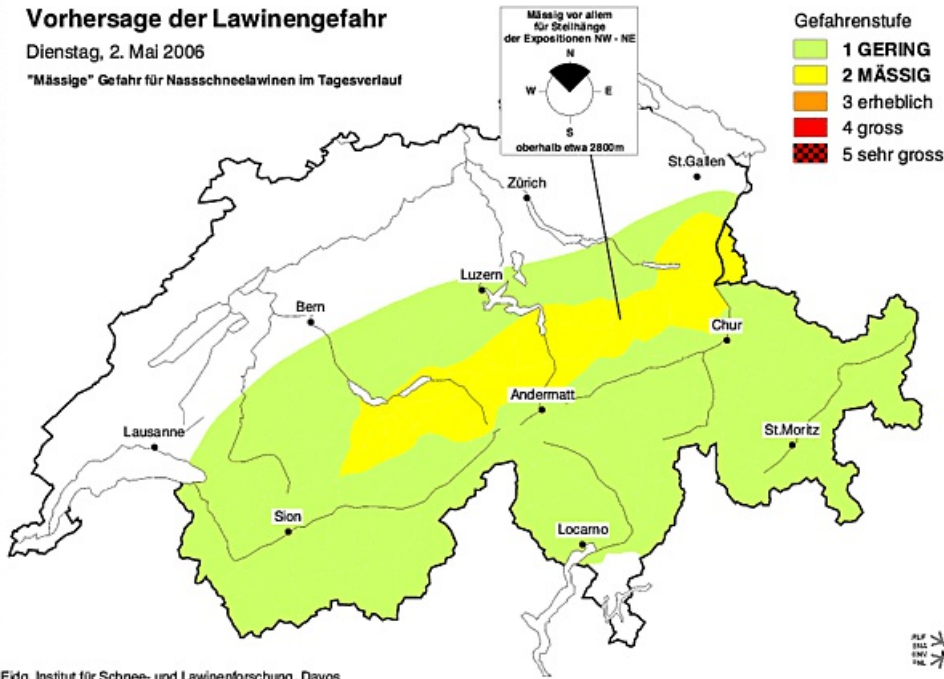 Vorhersage der Lawinengefahr
Dienstag, 2. Mai 2006
"Mässige" Gefahr für Nassschneelawinen im Tagesverlauf
Mässig vor allem
für Steilhänge
der Expositionen NW - NE
N
W
E
S
oberhalb etwa 2800m
Gefahrenstufe
1 GERING
2 MÄSSIG
3 erheblich
4 gross
5 sehr gross
St.Gallen
Zürich
Luzern
Bern
Chur
Andermatt
Lausanne
St.Moritz
Sion
Locarno
SLF
Eidg. Institut für Schnee- und Lawinenforschung, Davos